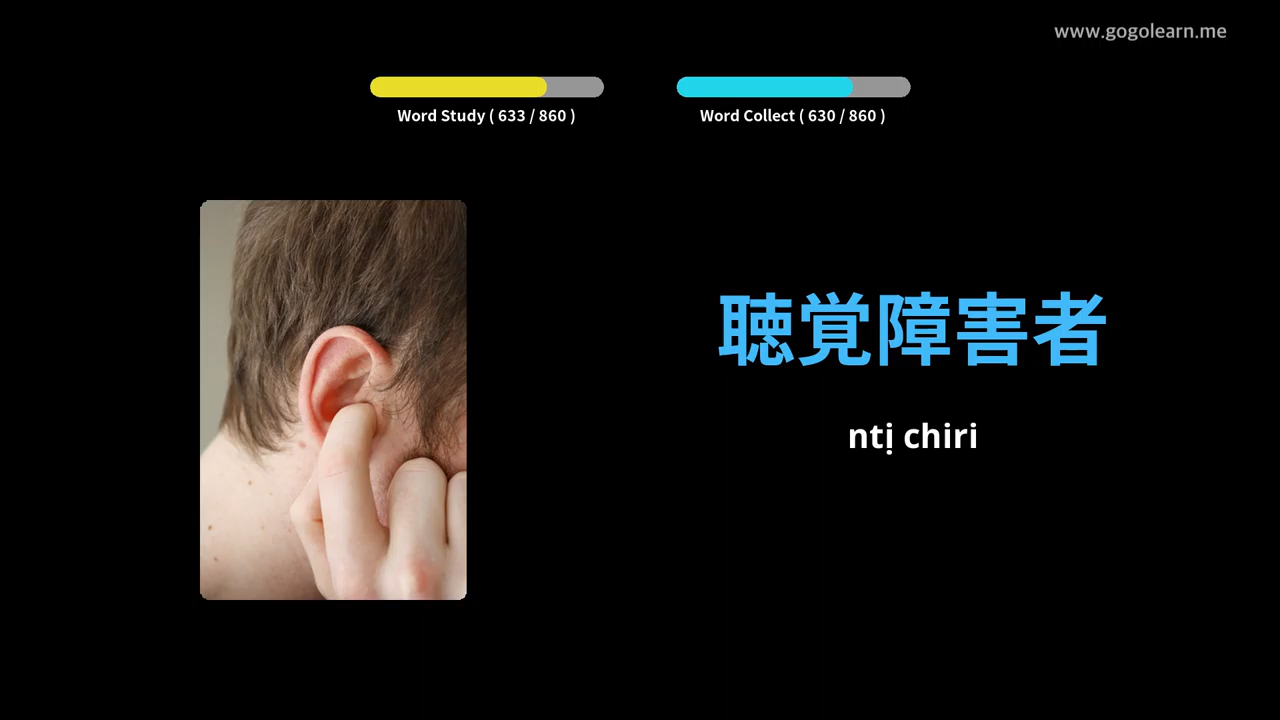 www.gogolearn.me
Word Study ( 633 / 860 )
Word Collect ( 630 / 860 )
聴覚障害者
ntị chiri